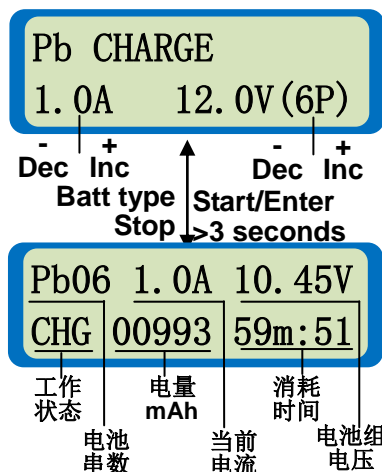 Pb CHARGE
1.0A 12.0V(6P)
- + - +
Dec Inc Dec Inc
Batt type Start/Enter
Stop >3 seconds
Pb06 1.0A 10.45V
CHG 00993 59m:51
工作 电量 消耗
状态 mAh 时间
电池 当前 电池组
串数 电流 电压